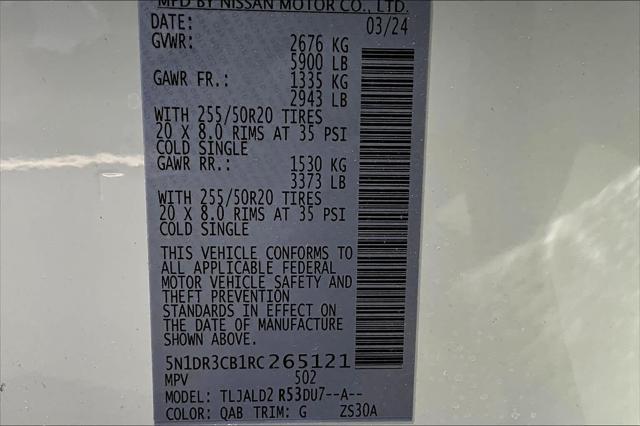 MFD BY NISSAN MOTOR CO., LTD.
DATE: 03/24
GVWR: 2676 KG
5900 LB
GAWR FR.: 1335 KG
2943 LB
WITH 255/50R20 TIRES
20 X 8.0 RIMS AT 35 PSI
COLD SINGLE
GAWR RR.: 1530 KG
3373 LB
WITH 255/50R20 TIRES
20 X 8.0 RIMS AT 35 PSI
COLD SINGLE
THIS VEHICLE CONFORMS TO
ALL APPLICABLE FEDERAL
MOTOR VEHICLE SAFETY AND
THEFT PREVENTION
STANDARDS IN EFFECT ON
THE DATE OF MANUFACTURE
SHOWN ABOVE.
5N1DR3CB1RC265121
MPV 502
MODEL: TLJALD2 R53DU7--A--
COLOR: QAB TRIM: G ZS30A